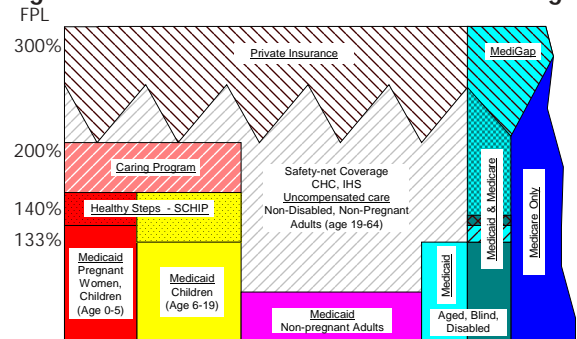 FPL
300%
200%
140%
133%
Private Insurance
MediGap
Caring Program
Safety-net Coverage
CHC, IHS
Uncompensated care
Non-Disabled, Non-Pregnant
Adults (age 19-64)
Healthy Steps - SCHIP
Medicaid
Pregnant
Women,
Children
(Age 0-5)
Medicaid
Children
(Age 6-19)
Medicaid
Non-pregnant Adults
Medicaid
Medicaid & Medicare
Medicare Only
Aged, Blind,
Disabled